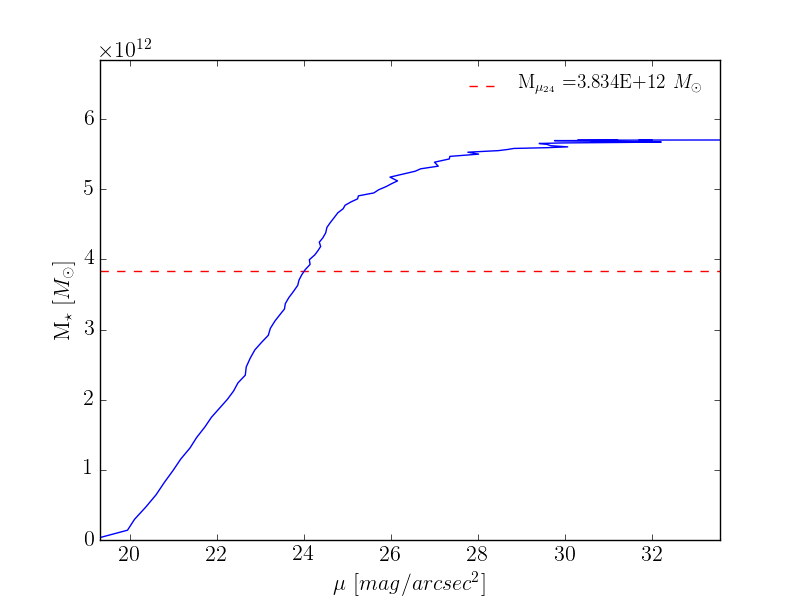 ×10¹²
M_μ₂₄ =3.834E+12 M_⊙
6
5
4
3
2
1
0
M⋆ [M_⊙]
20 22 24 26 28 30 32
μ [mag/arcsec²]